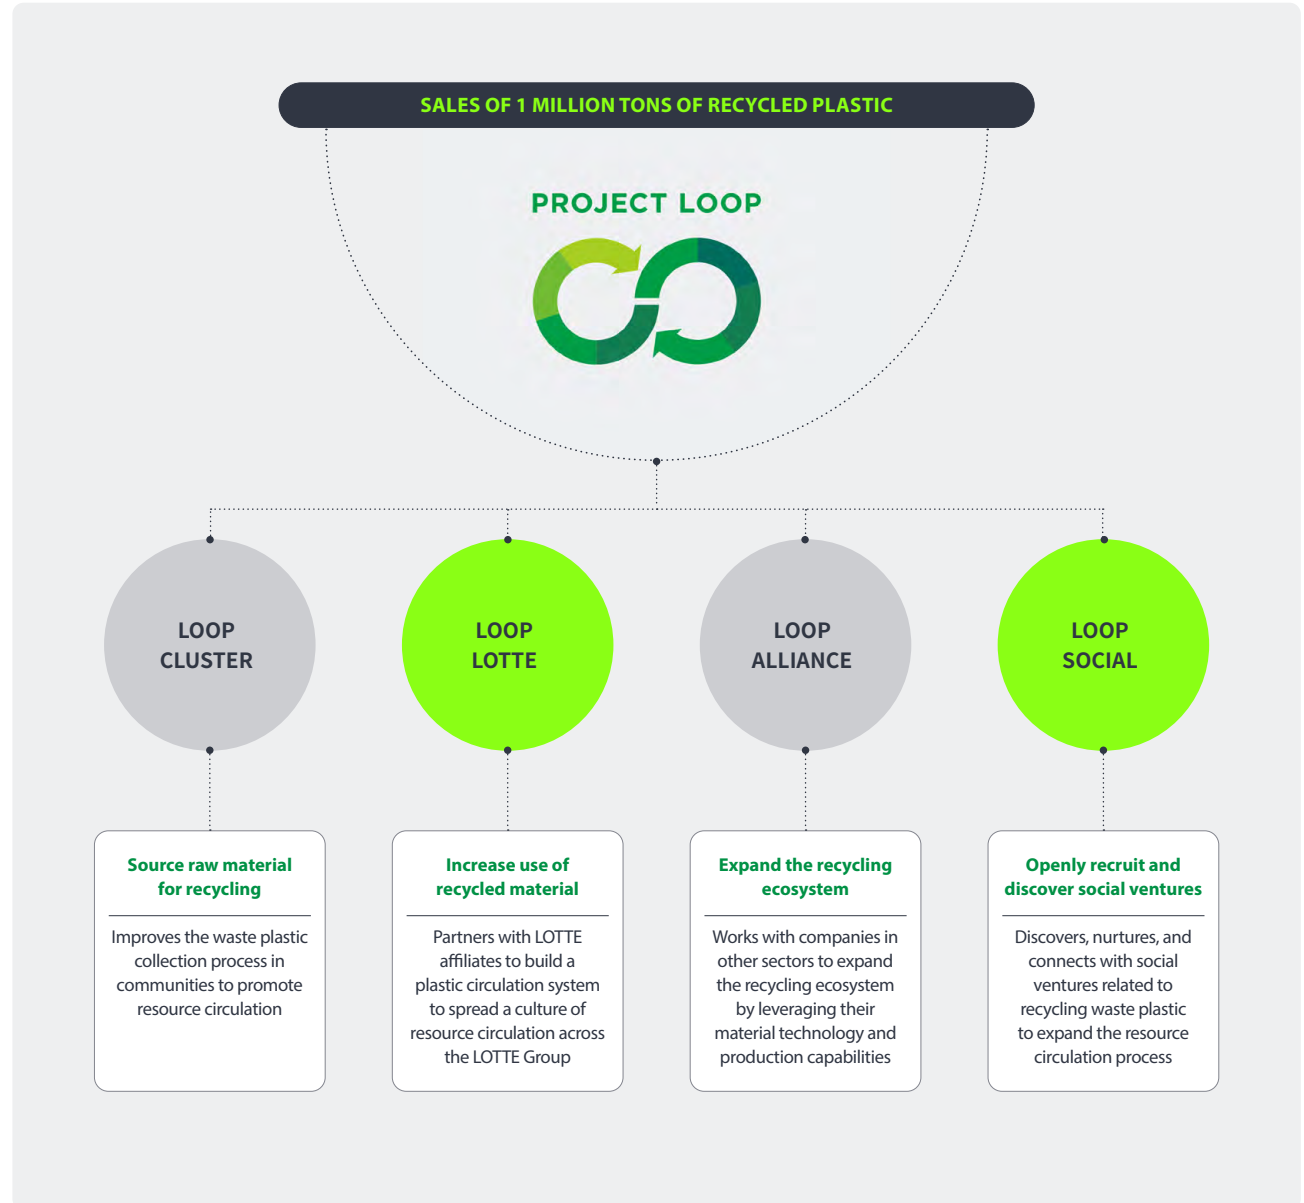 SALES OF 1 MILLION TONS OF RECYCLED PLASTIC
PROJECT LOOP
LOOP
CLUSTER
LOOP
LOTTE
LOOP
ALLIANCE
LOOP
SOCIAL
Source raw material
for recycling
Improves the waste plastic
collection process in
communities to promote
resource circulation
Increase use of
recycled material
Partners with LOTTE
affiliates to build a
plastic circulation system
to spread a culture of
resource circulation across
the LOTTE Group
Expand the recycling
ecosystem
Works with companies in
other sectors to expand
the recycling ecosystem
by leveraging their
material technology and
production capabilities
Openly recruit and
discover social ventures
Discovers, nurtures, and
connects with social
ventures related to
recycling waste plastic
to expand the resource
circulation process